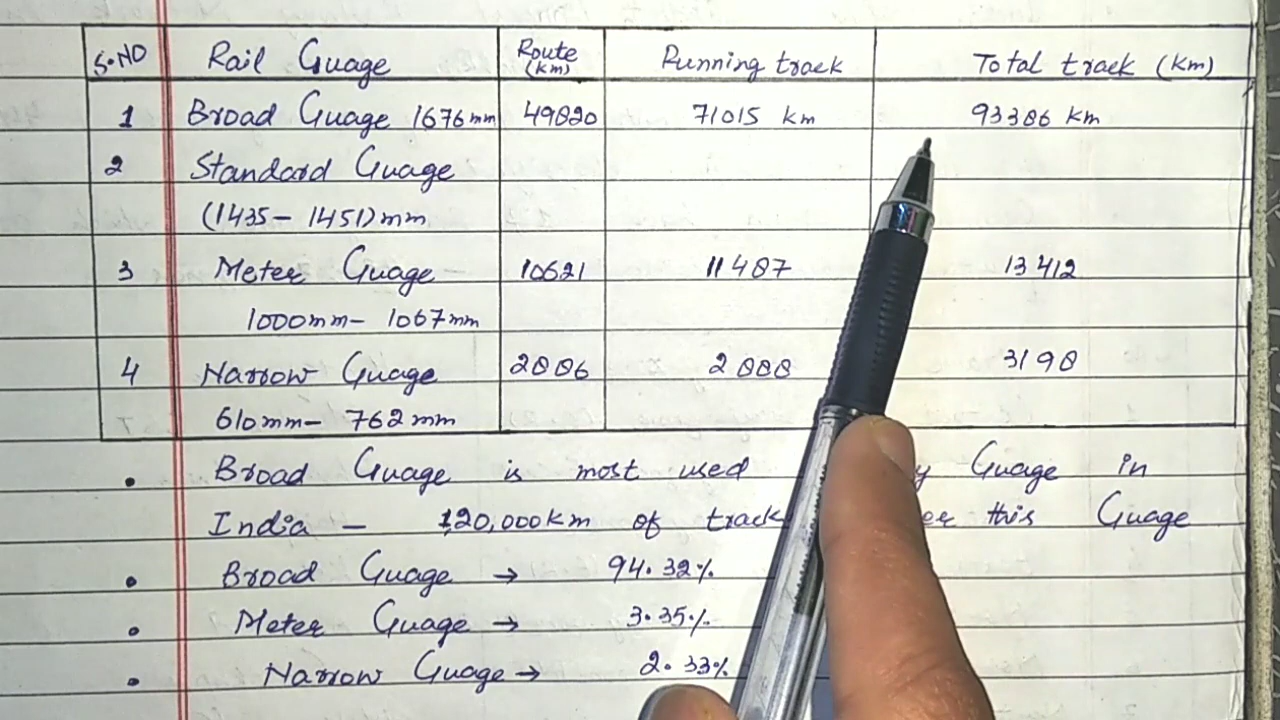 S.NO Rail Guage Route (km) Running track Total track (km)
1 Broad Guage 1676mm 49820 71015 km 93386 km
2 Standard Guage
(1435- 1451)mm
3 Meter Guage 10621 11487 13412
1000mm- 1067mm
4 Narrow Guage 2886 2888 3198
610mm- 762mm
• Broad Guage is most used Guage in
India - 120,000km of track this Guage
• Broad Guage → 94.32%
• Meter Guage → 3.35%
• Narrow Guage → 2.33%